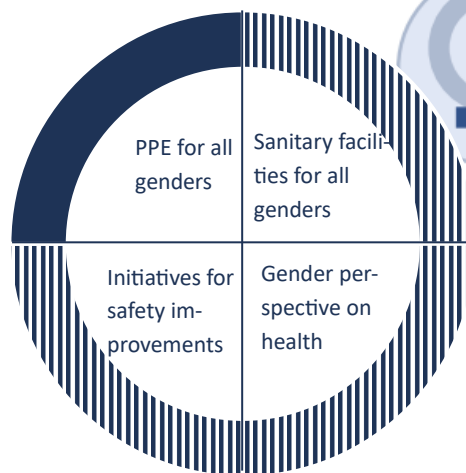 PPE for all
genders
Sanitary facili-
ties for all
genders
Initiatives for
safety im-
provements
Gender per-
spective on
health